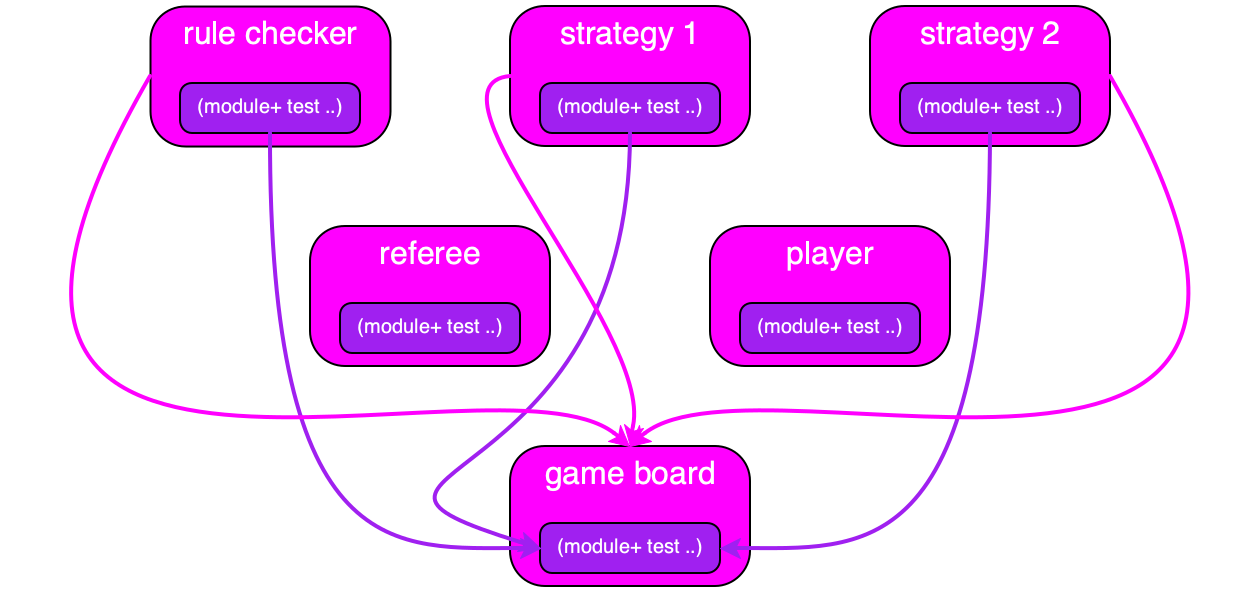 rule checker
(module+ test ..)
strategy 1
(module+ test ..)
strategy 2
(module+ test ..)
referee
(module+ test ..)
player
(module+ test ..)
game board
(module+ test ..)